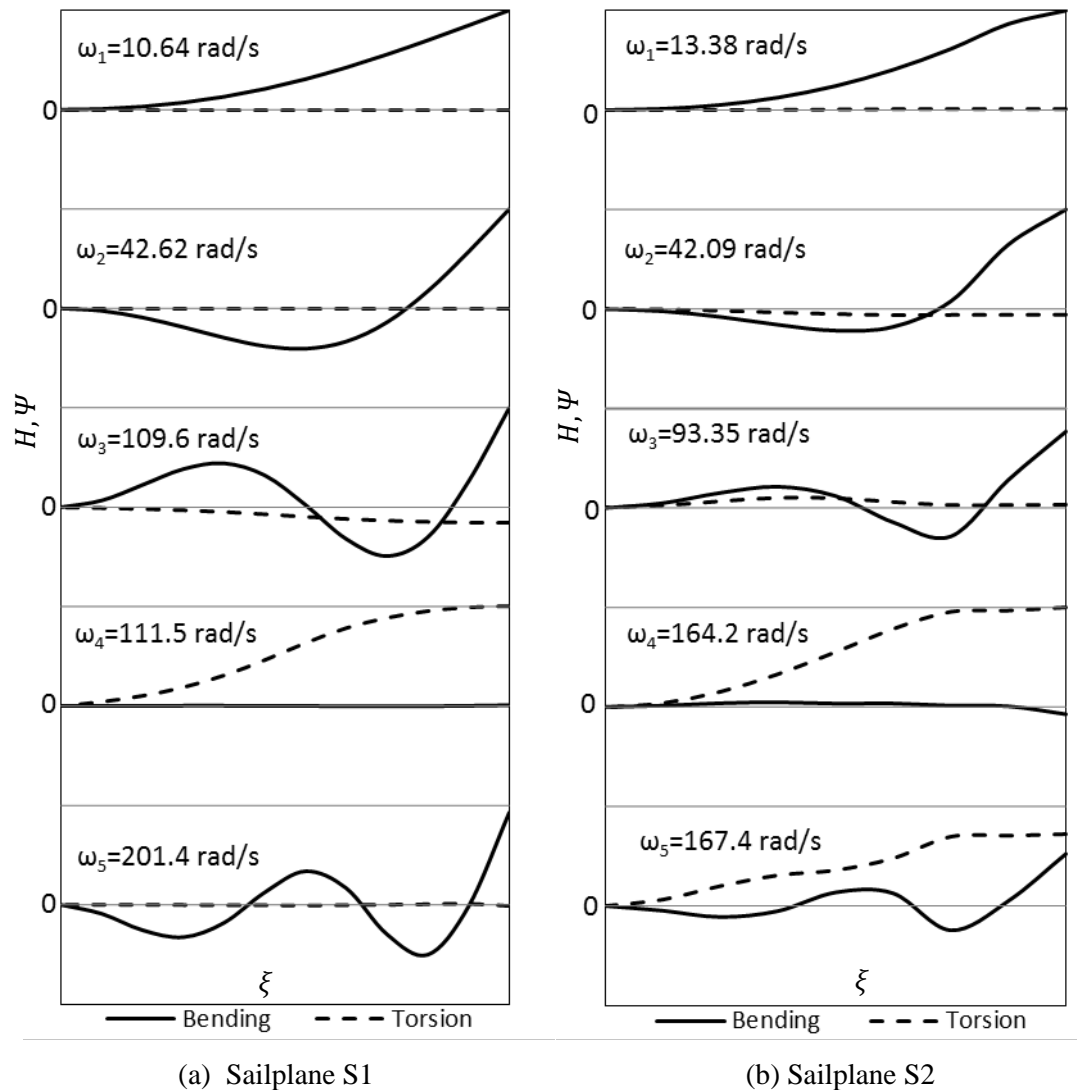 ω₁=10.64 rad/s
0
ω₂=42.62 rad/s
0
H, Ψ
ω₃=109.6 rad/s
0
ω₄=111.5 rad/s
0
ω₅=201.4 rad/s
0
ξ
Bending Torsion
(a) Sailplane S1
ω₁=13.38 rad/s
0
ω₂=42.09 rad/s
0
H, Ψ
ω₃=93.35 rad/s
0
ω₄=164.2 rad/s
0
ω₅=167.4 rad/s
0
ξ
Bending Torsion
(b) Sailplane S2